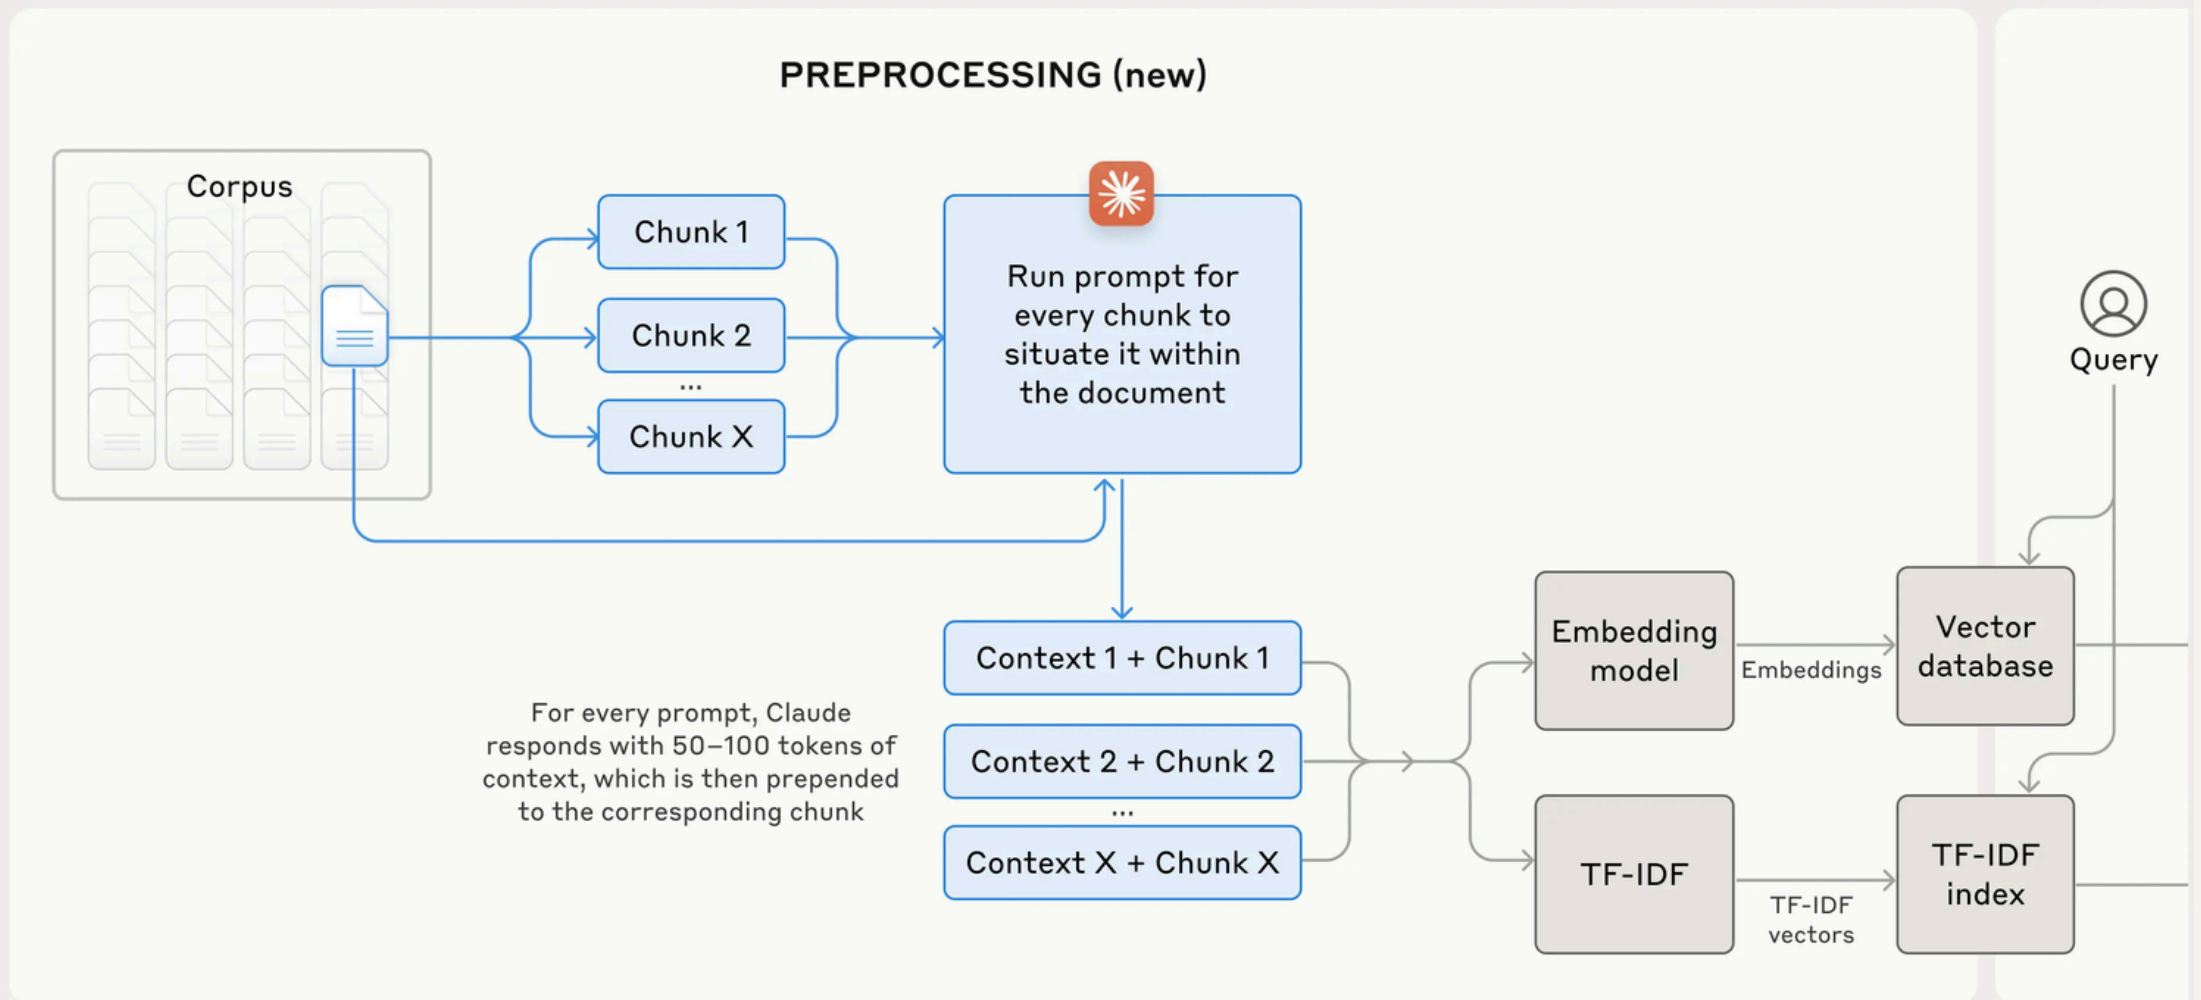 PREPROCESSING (new)
Corpus
Chunk 1
Chunk 2
...
Chunk X
Run prompt for
every chunk to
situate it within
the document
Query
For every prompt, Claude
responds with 50–100 tokens of
context, which is then prepended
to the corresponding chunk
Context 1 + Chunk 1
Context 2 + Chunk 2
...
Context X + Chunk X
Embedding
model
Embeddings
Vector
database
TF-IDF
TF-IDF
vectors
TF-IDF
index